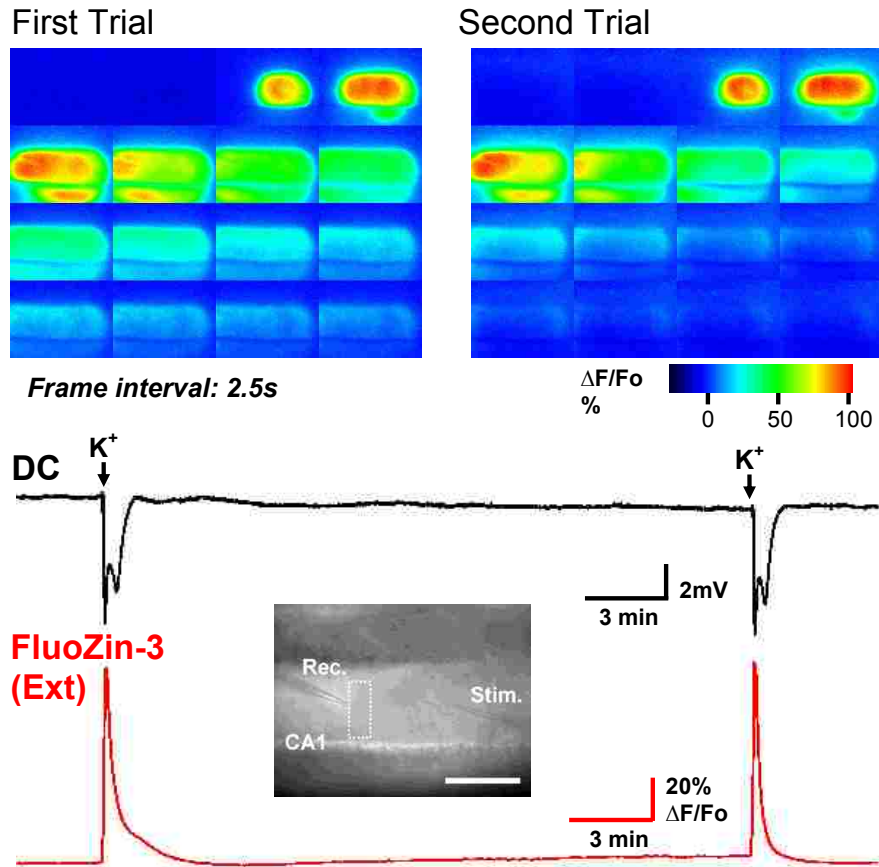 First Trial
Second Trial
Frame interval: 2.5s
ΔF/Fo
%
0 50 100
K+
K+
DC
2mV
3 min
FluoZin-3
(Ext)
Rec.
Stim.
CA1
20%
ΔF/Fo
3 min